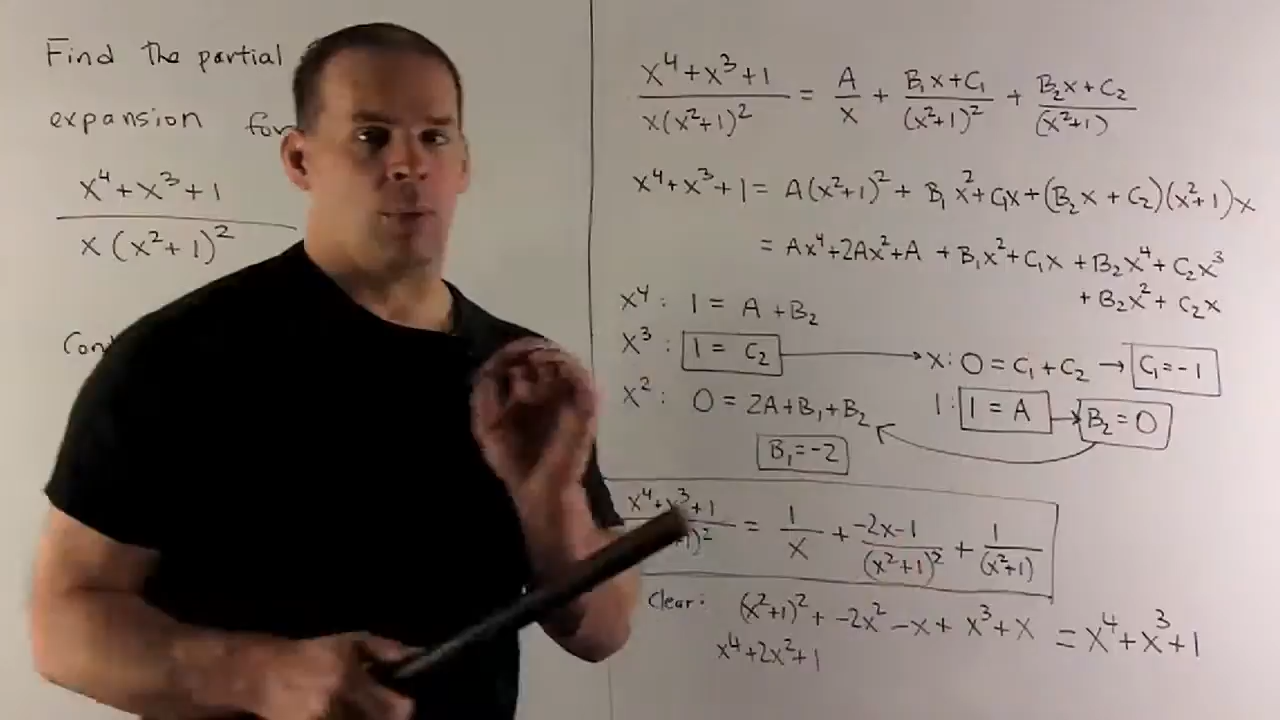 Find the partial
expansion for
x⁴+x³+1
x(x²+1)²
x⁴+x³+1 / x(x²+1)² = A/x + B₁x+C₁ / (x²+1)² + B₂x+C₂ / (x²+1)
x⁴+x³+1 = A(x²+1)² + B₁x²+C₁x+(B₂x+C₂)(x²+1)x
= Ax⁴+2Ax²+A + B₁x²+C₁x + B₂x⁴+C₂x³
+ B₂x²+C₂x
x⁴: 1 = A+B₂
x³: 1 = C₂ → x: 0 = C₁+C₂ → C₁=-1
x²: 0 = 2A+B₁+B₂
1: 1 = A → B₂=0
B₁=-2
x⁴+x³+1 / )² = 1/x + -2x-1 / (x²+1)² + 1 / (x²+1)
Clear: (x²+1)² + -2x² -x + x³+x = x⁴+x³+1
x⁴+2x²+1